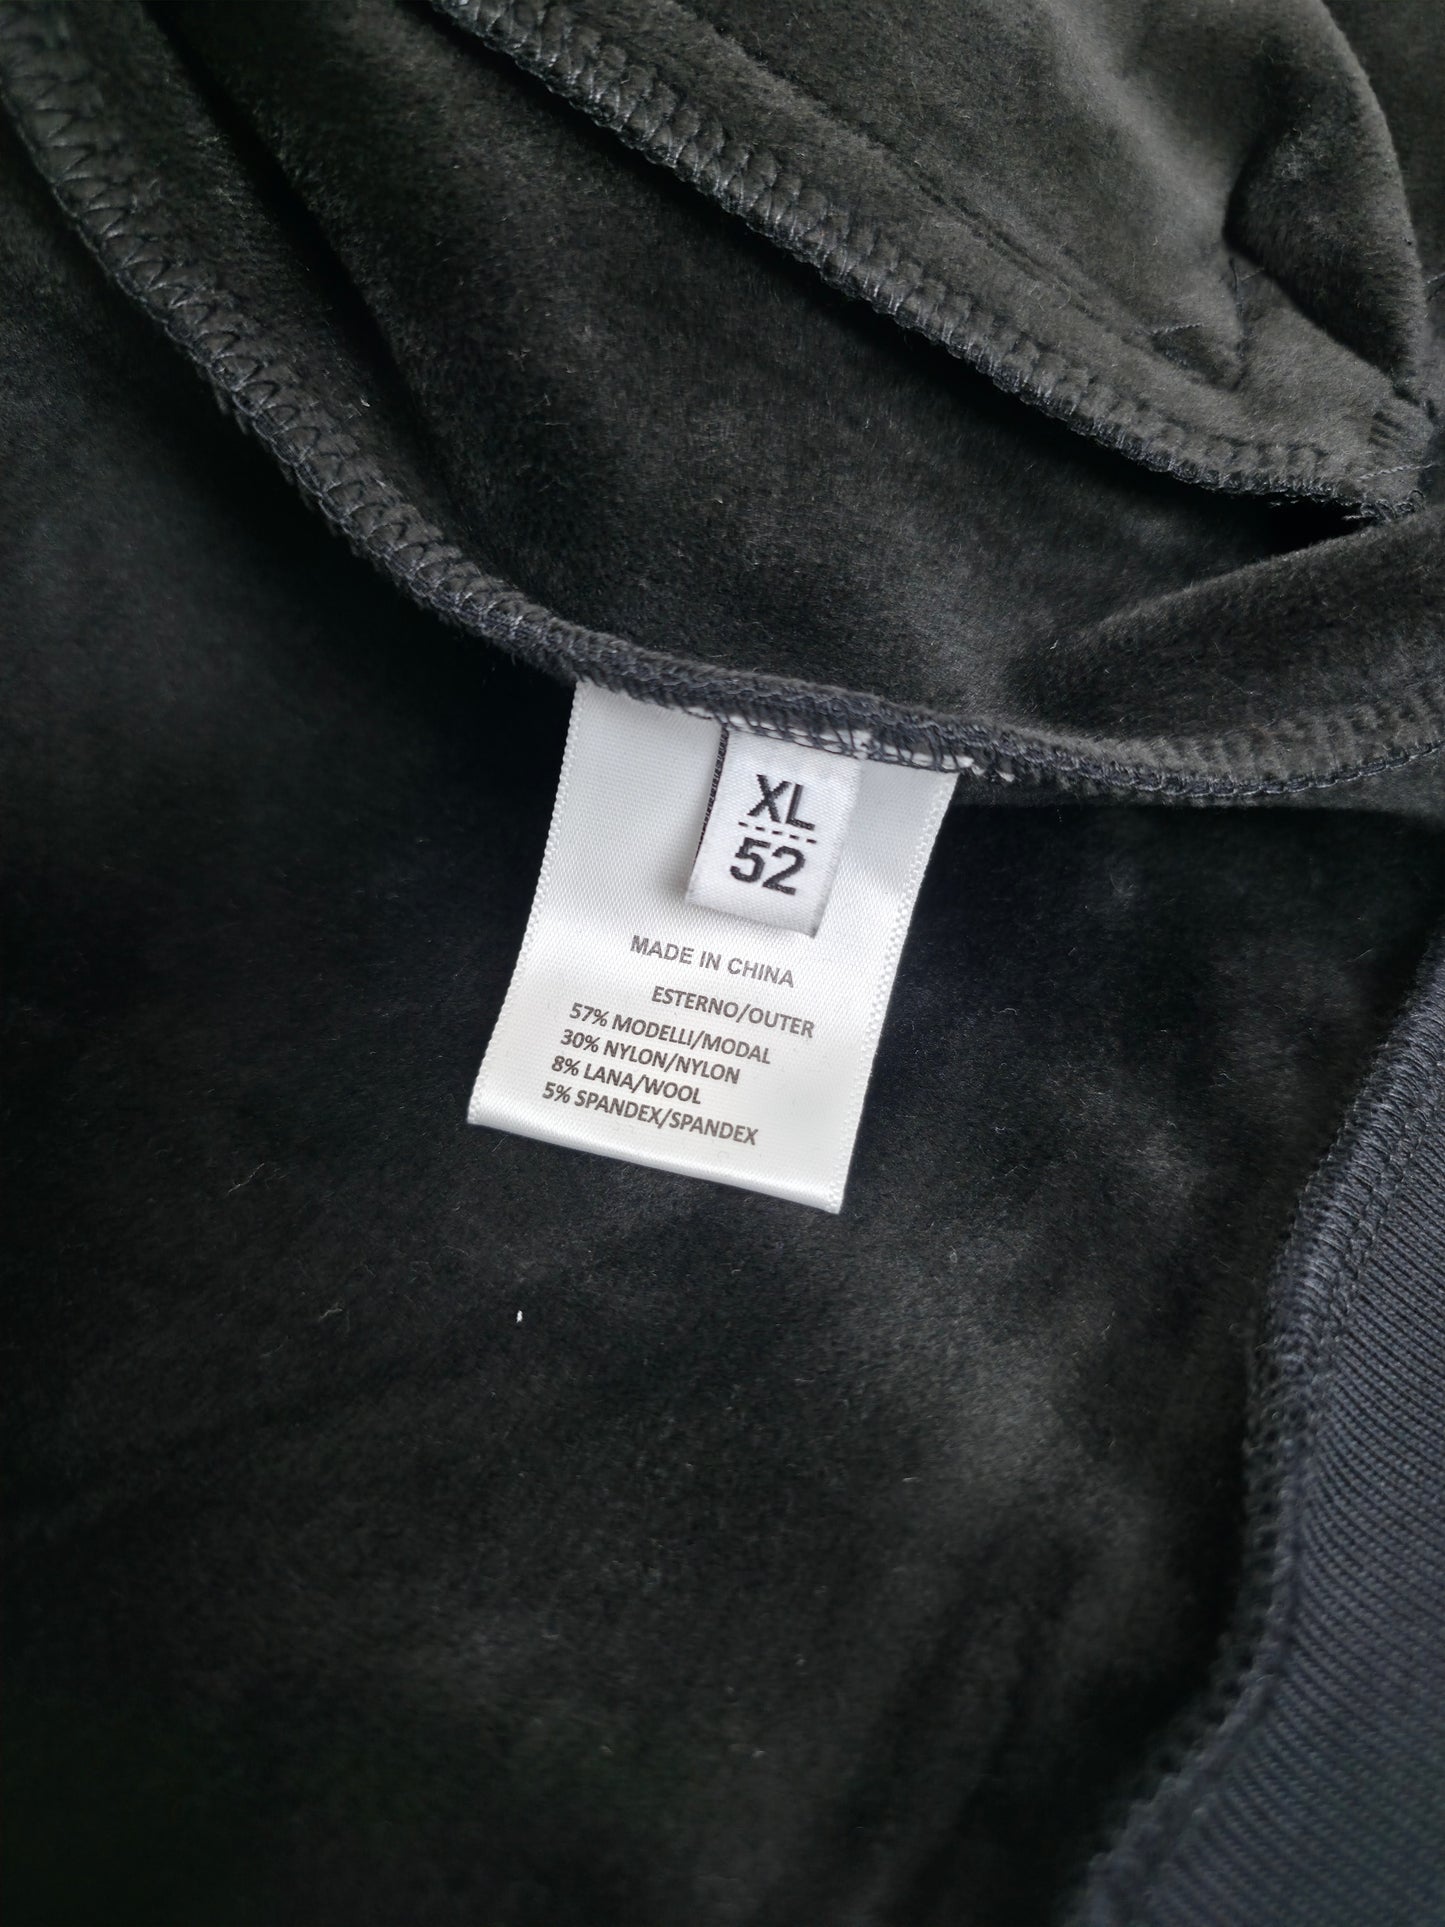 XL
52
MADE IN CHINA
ESTERNO/OUTER
57% MODELLI/MODAL
30% NYLON/NYLON
8% LANA/WOOL
5% SPANDEX/SPANDEX